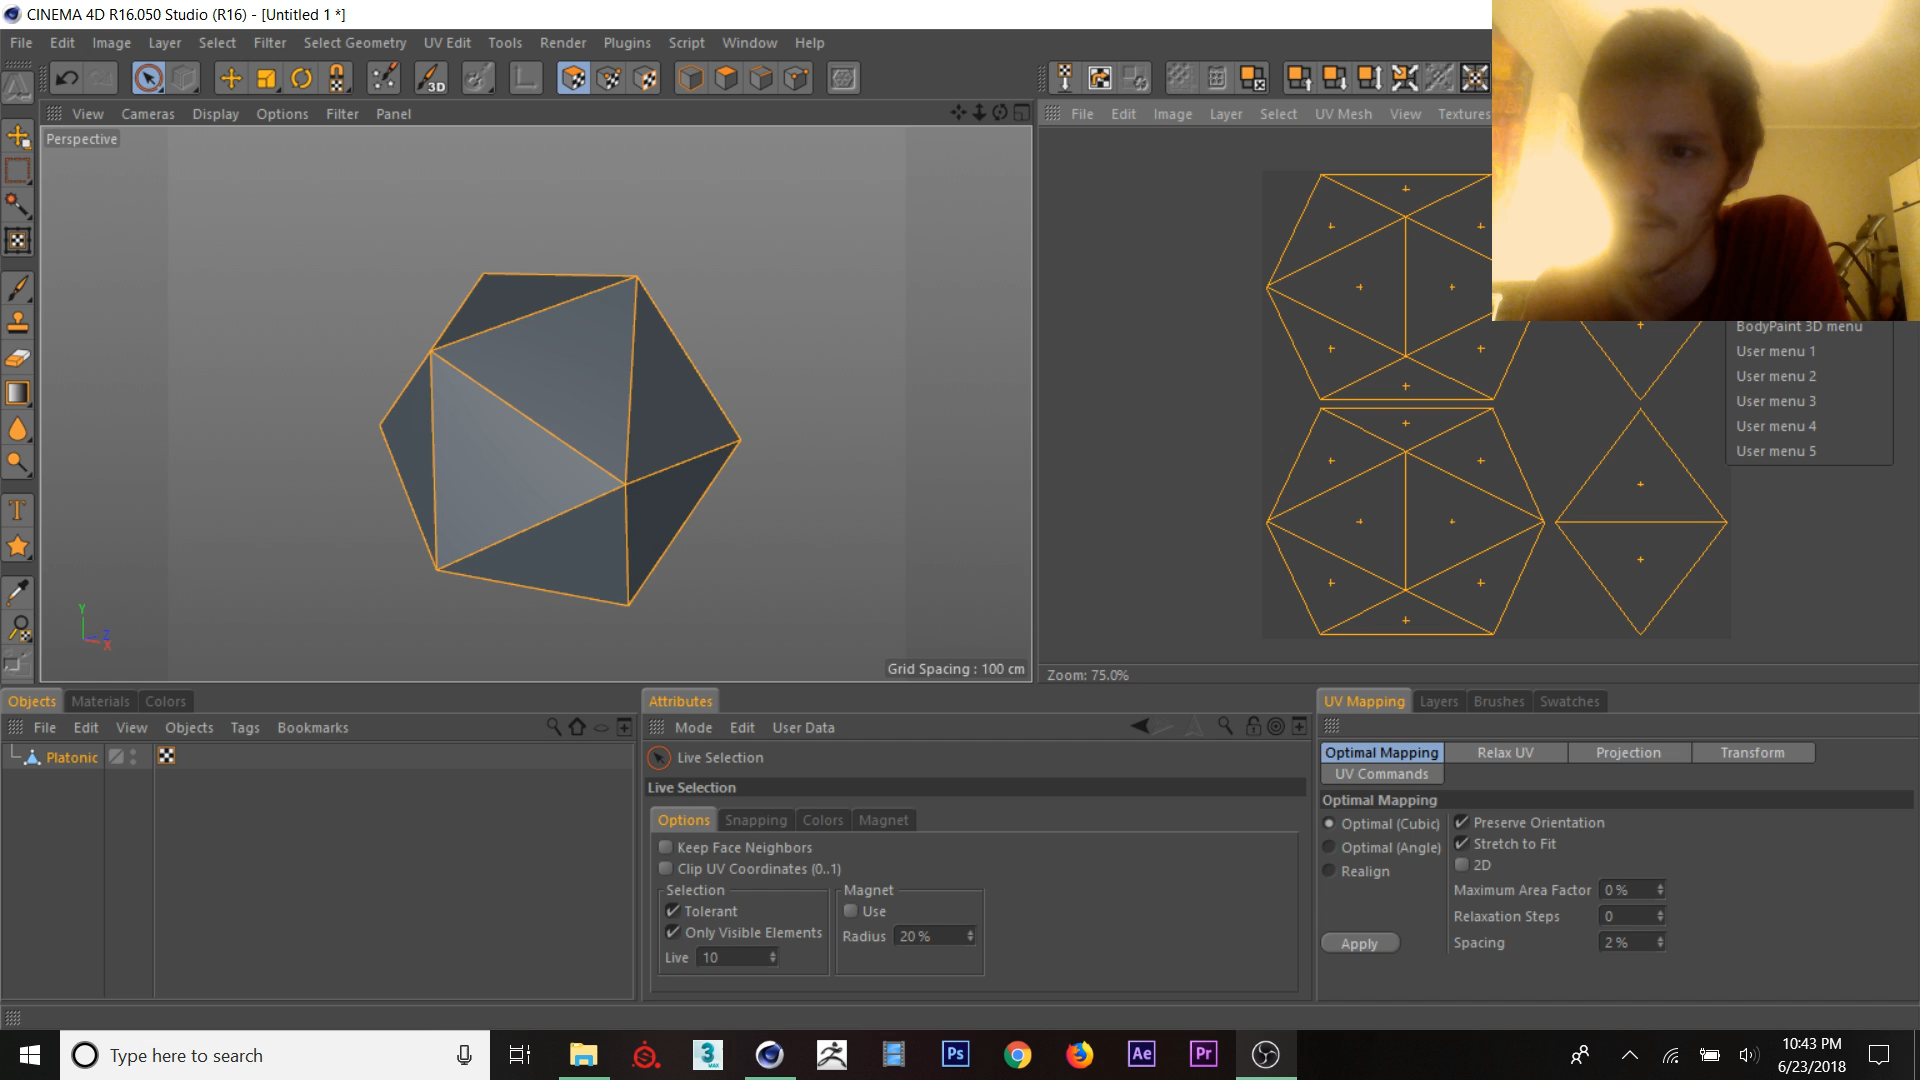 CINEMA 4D R16.050 Studio (R16) - [Untitled 1 *]
File Edit Image Layer Select Filter Select Geometry UV Edit Tools Render Plugins Script Window Help
3D
View Cameras Display Options Filter Panel
File Edit Image Layer Select UV Mesh View Textures
Perspective
BodyPaint 3D menu
User menu 1
User menu 2
User menu 3
User menu 4
User menu 5
Y
Z
X
Grid Spacing : 100 cm
Zoom: 75.0%
Objects Materials Colors
File Edit View Objects Tags Bookmarks
Platonic
Attributes
Mode Edit User Data
Live Selection
Live Selection
Options Snapping Colors Magnet
Keep Face Neighbors
Clip UV Coordinates (0..1)
Selection
Tolerant
Only Visible Elements
Live 10
Magnet
Use
Radius 20 %
UV Mapping Layers Brushes Swatches
Optimal Mapping Relax UV Projection Transform
UV Commands
Optimal Mapping
Optimal (Cubic)
Optimal (Angle)
Realign
Apply
Preserve Orientation
Stretch to Fit
2D
Maximum Area Factor 0 %
Relaxation Steps 0
Spacing 2 %
Type here to search
3
MAX
Ps
Ae
Pr
10:43 PM
6/23/2018